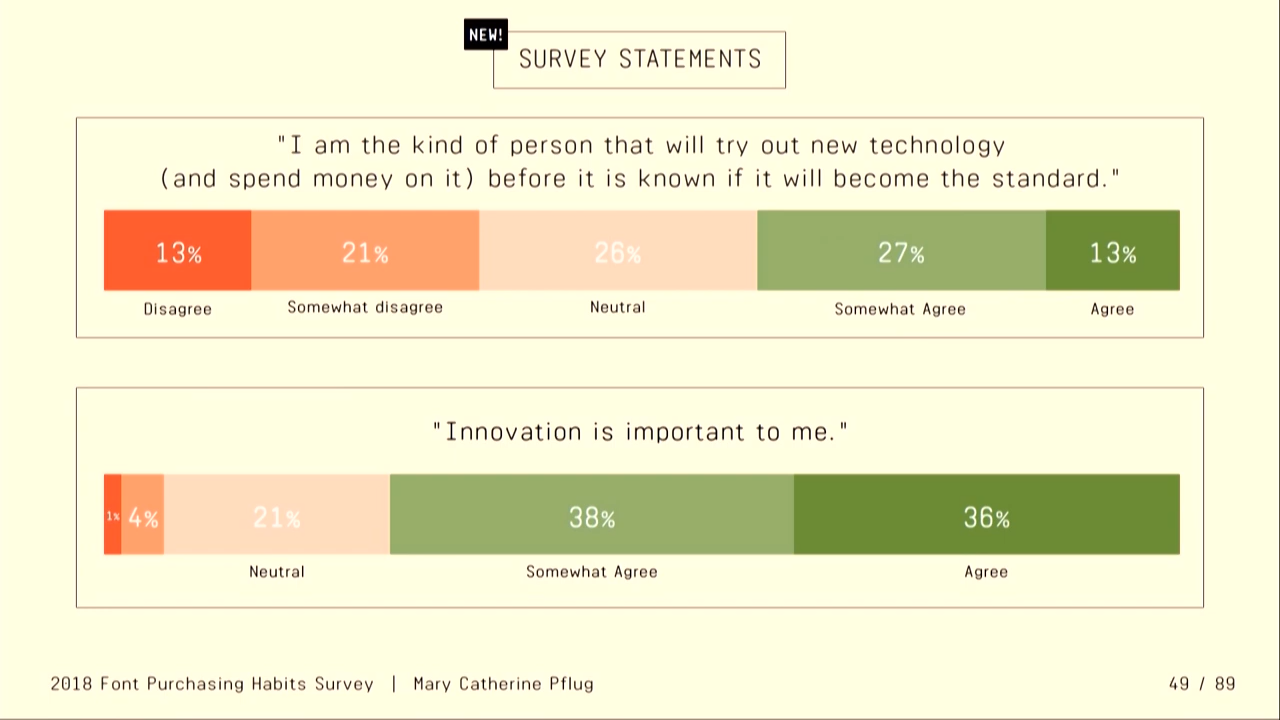 NEW!
SURVEY STATEMENTS
"I am the kind of person that will try out new technology
(and spend money on it) before it is known if it will become the standard."
13% 21% 26% 27% 13%
Disagree Somewhat disagree Neutral Somewhat Agree Agree
"Innovation is important to me."
1% 4% 21% 38% 36%
Neutral Somewhat Agree Agree
2018 Font Purchasing Habits Survey | Mary Catherine Pflug 49 / 89